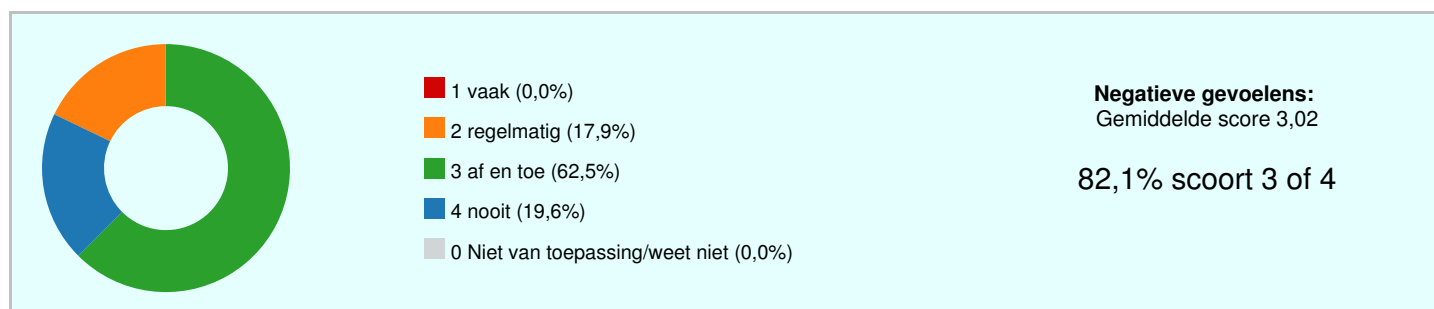 1 vaak (0,0%)
2 regelmatig (17,9%)
3 af en toe (62,5%)
4 nooit (19,6%)
0 Niet van toepassing/weet niet (0,0%)
Negatieve gevoelens:
Gemiddelde score 3,02
82,1% scoort 3 of 4